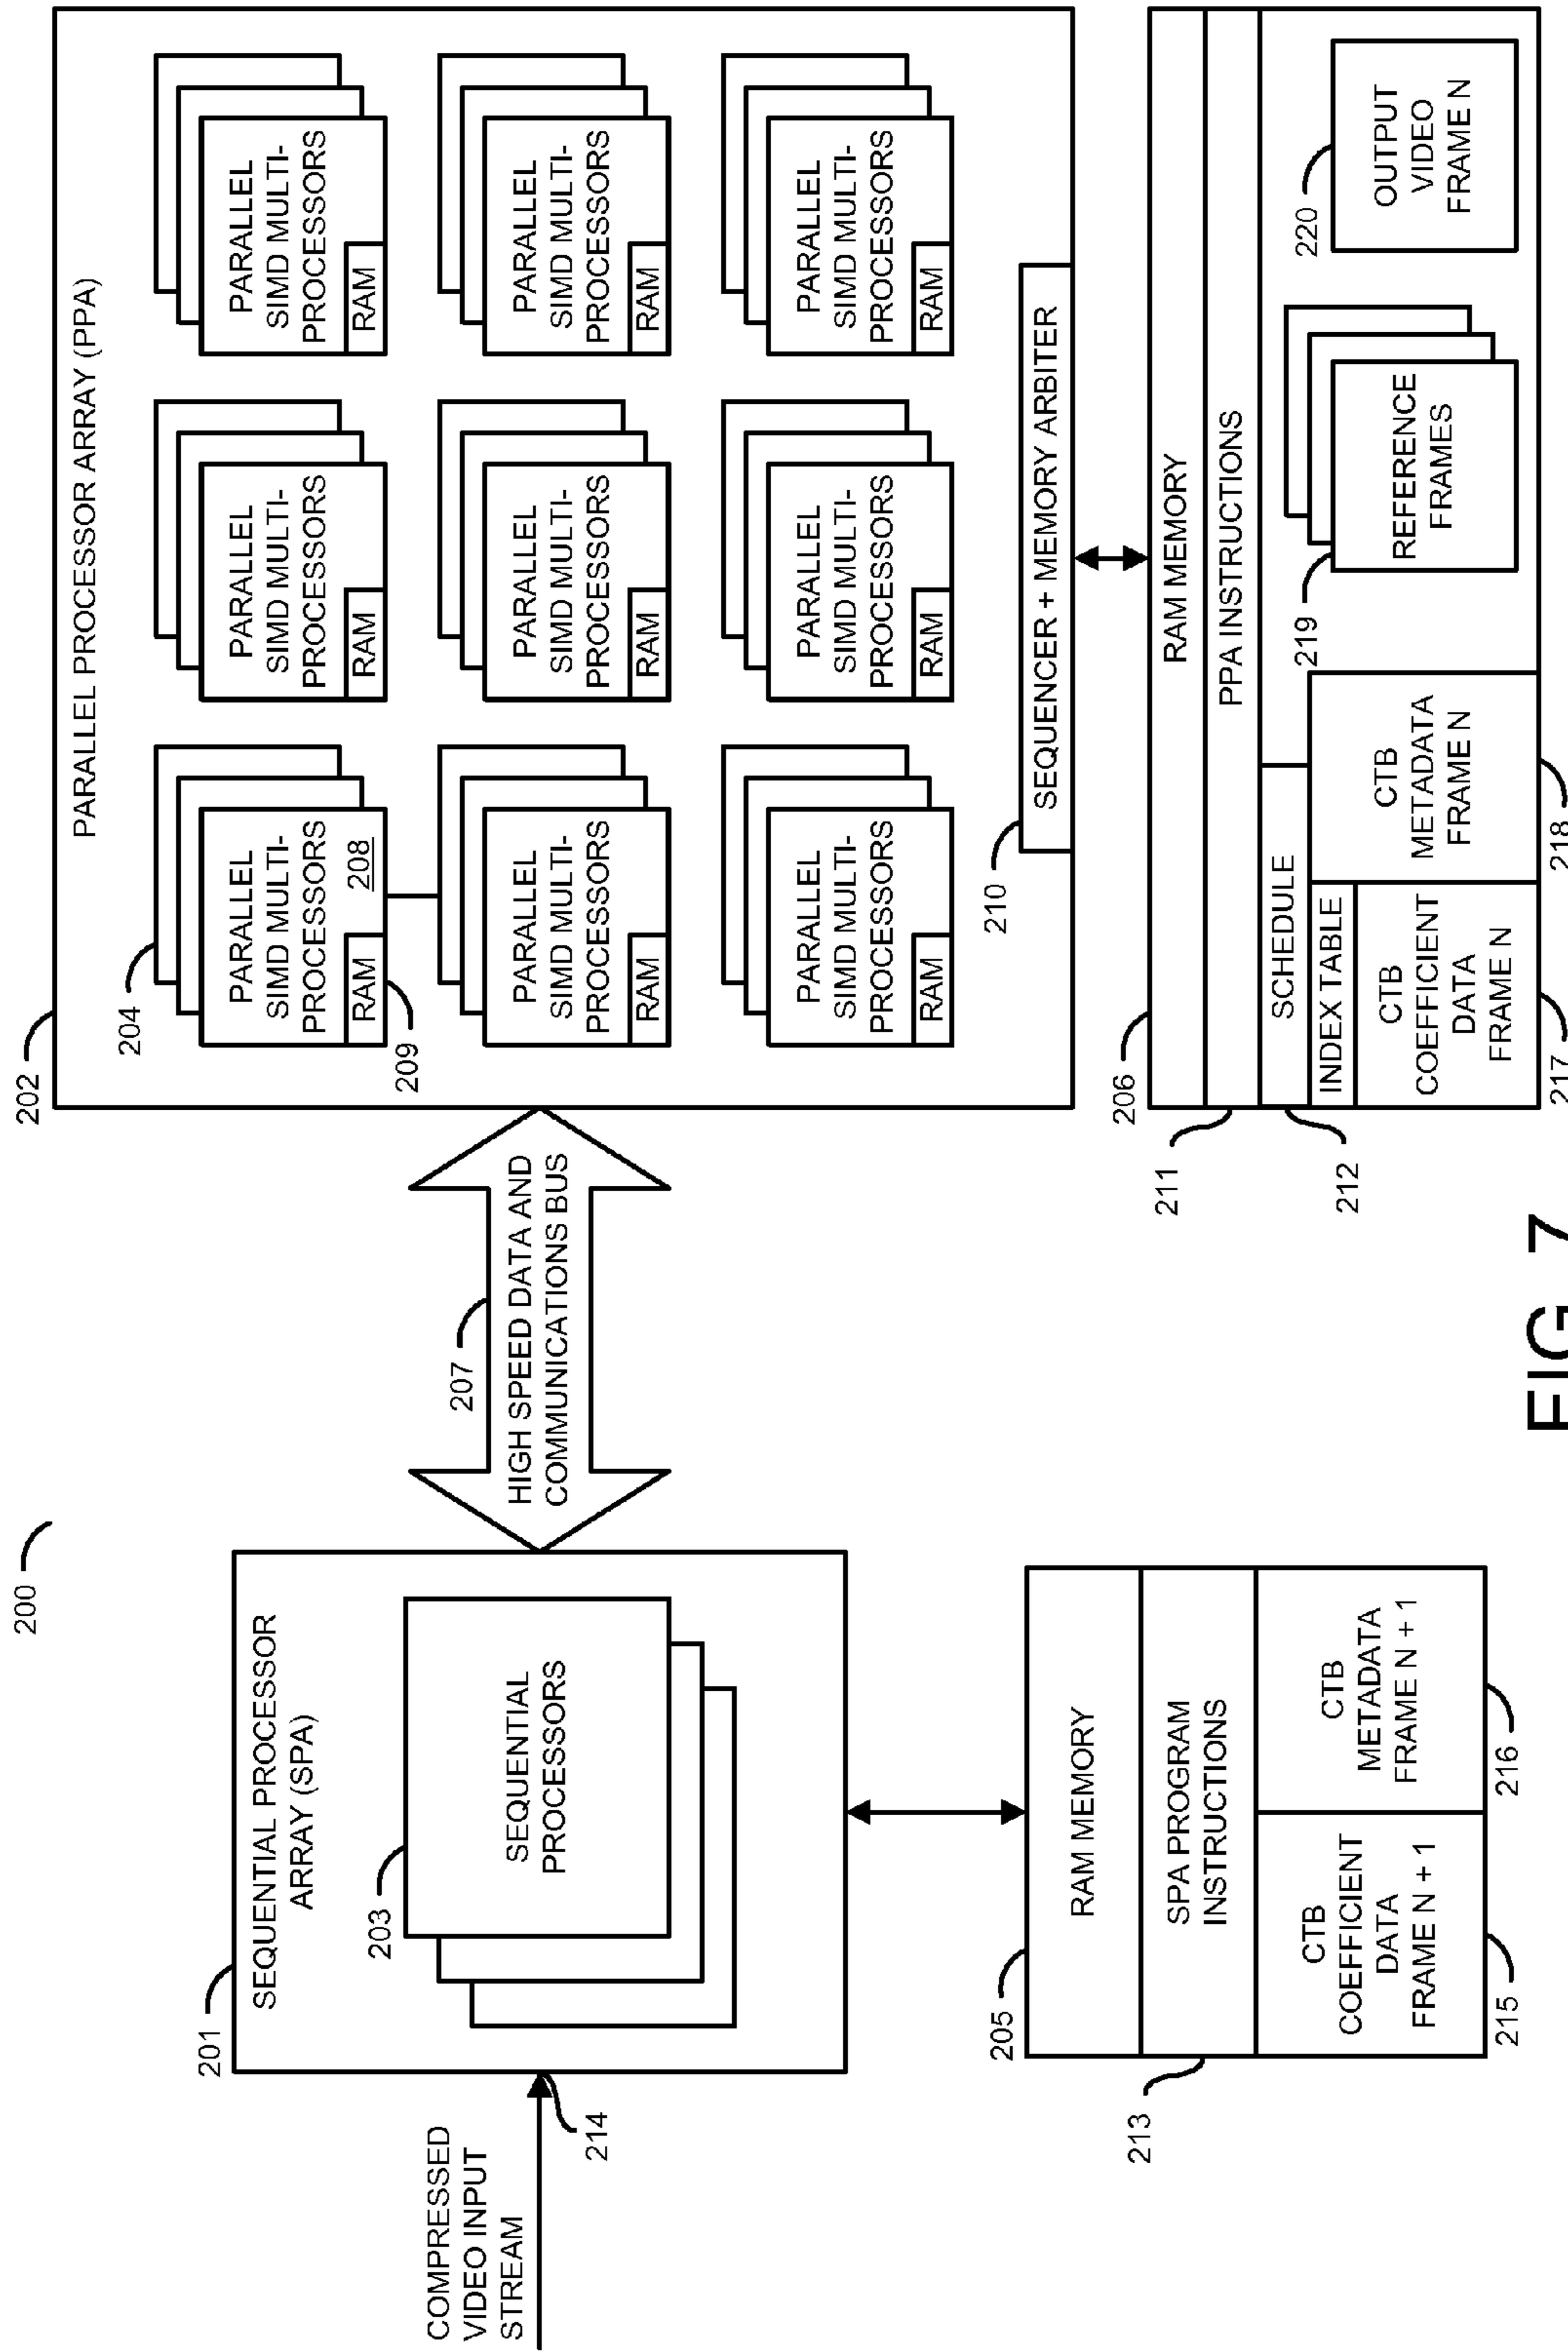 200
COMPRESSED
VIDEO INPUT
STREAM
214
201
SEQUENTIAL PROCESSOR
ARRAY (SPA)
203
SEQUENTIAL
PROCESSORS
207
HIGH SPEED DATA AND
COMMUNICATIONS BUS
202
PARALLEL PROCESSOR ARRAY (PPA)
204
PARALLEL
SIMD MULTI-
PROCESSORS
208
RAM
209
PARALLEL
SIMD MULTI-
PROCESSORS
RAM
PARALLEL
SIMD MULTI-
PROCESSORS
RAM
PARALLEL
SIMD MULTI-
PROCESSORS
RAM
PARALLEL
SIMD MULTI-
PROCESSORS
RAM
PARALLEL
SIMD MULTI-
PROCESSORS
RAM
PARALLEL
SIMD MULTI-
PROCESSORS
RAM
PARALLEL
SIMD MULTI-
PROCESSORS
RAM
PARALLEL
SIMD MULTI-
PROCESSORS
RAM
210
SEQUENCER + MEMORY ARBITER
205
RAM MEMORY
213
SPA PROGRAM
INSTRUCTIONS
CTB
COEFFICIENT
DATA
FRAME N + 1
215
CTB
METADATA
FRAME N + 1
216
206
RAM MEMORY
211
PPA INSTRUCTIONS
212
SCHEDULE
INDEX TABLE
CTB
COEFFICIENT
DATA
FRAME N
217
CTB
METADATA
FRAME N
218
219
REFERENCE
FRAMES
220
OUTPUT
VIDEO
FRAME N
FIG. 7